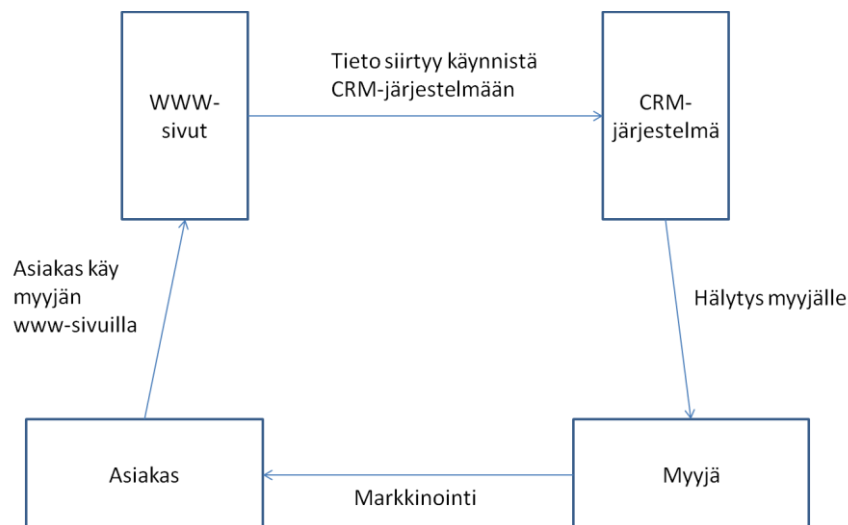 Tieto siirtyy käynnistä
CRM-järjestelmään
WWW-
sivut
CRM-
järjestelmä
Asiakas käy
myyjän
www-sivuilla
Hälytys myyjälle
Asiakas
Myyjä
Markkinointi